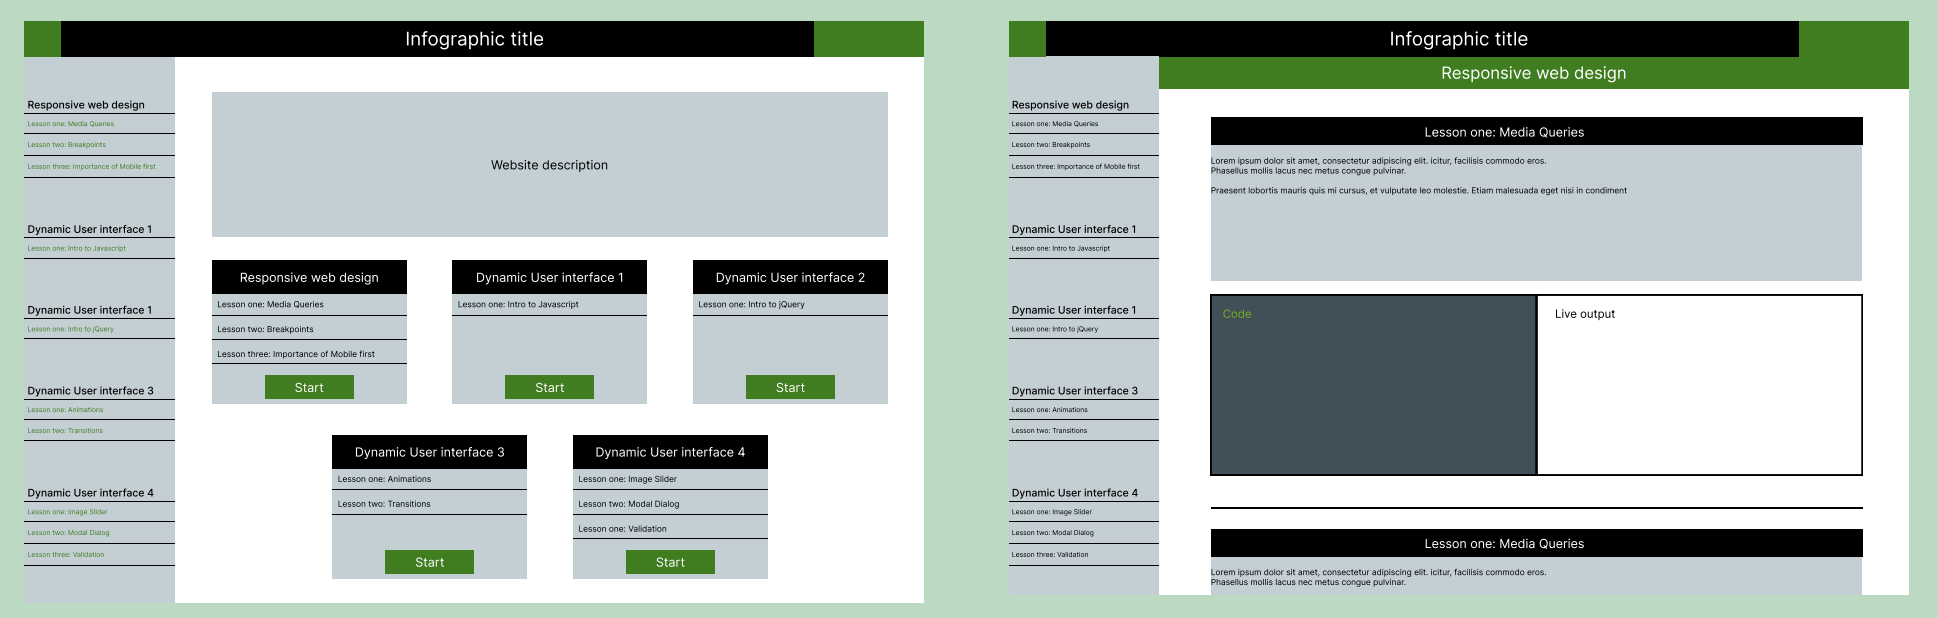 Infographic title
Responsive web design
Lesson one: Media Queries
Lesson two: Breakpoints
Lesson three: Importance of Mobile first
Dynamic User interface 1
Lesson one: Intro to Javascript
Dynamic User interface 1
Lesson one: Intro to jQuery
Dynamic User interface 3
Lesson one: Animations
Lesson two: Transitions
Dynamic User interface 4
Lesson one: Image Slider
Lesson two: Modal Dialog
Lesson three: Validation
Website description
Responsive web design
Lesson one: Media Queries
Lesson two: Breakpoints
Lesson three: Importance of Mobile first
Start
Dynamic User interface 1
Lesson one: Intro to Javascript
Start
Dynamic User interface 2
Lesson one: Intro to jQuery
Start
Dynamic User interface 3
Lesson one: Animations
Lesson two: Transitions
Start
Dynamic User interface 4
Lesson one: Image Slider
Lesson two: Modal Dialog
Lesson one: Validation
Start
Infographic title
Responsive web design
Responsive web design
Lesson one: Media Queries
Lesson two: Breakpoints
Lesson three: Importance of Mobile first
Dynamic User interface 1
Lesson one: Intro to Javascript
Dynamic User interface 1
Lesson one: Intro to jQuery
Dynamic User interface 3
Lesson one: Animations
Lesson two: Transitions
Dynamic User interface 4
Lesson one: Image Slider
Lesson two: Modal Dialog
Lesson three: Validation
Lesson one: Media Queries
Lorem ipsum dolor sit amet, consectetur adipiscing elit. icitur, facilisis commodo eros.
Phasellus mollis lacus nec metus congue pulvinar.
Praesent lobortis mauris quis mi cursus, et vulputate leo molestie. Etiam malesuada eget nisi in condiment
Code
Live output
Lesson one: Media Queries
Lorem ipsum dolor sit amet, consectetur adipiscing elit. icitur, facilisis commodo eros.
Phasellus mollis lacus nec metus congue pulvinar.